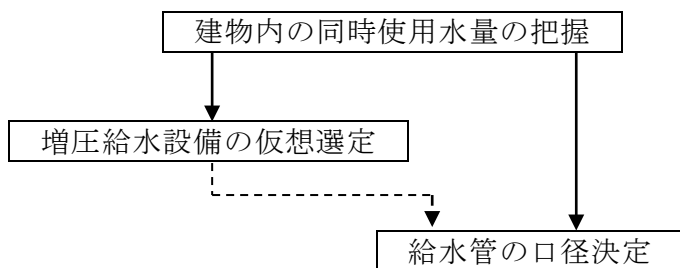 建物内の同時使用水量の把握
増圧給水設備の仮想選定
給水管の口径決定